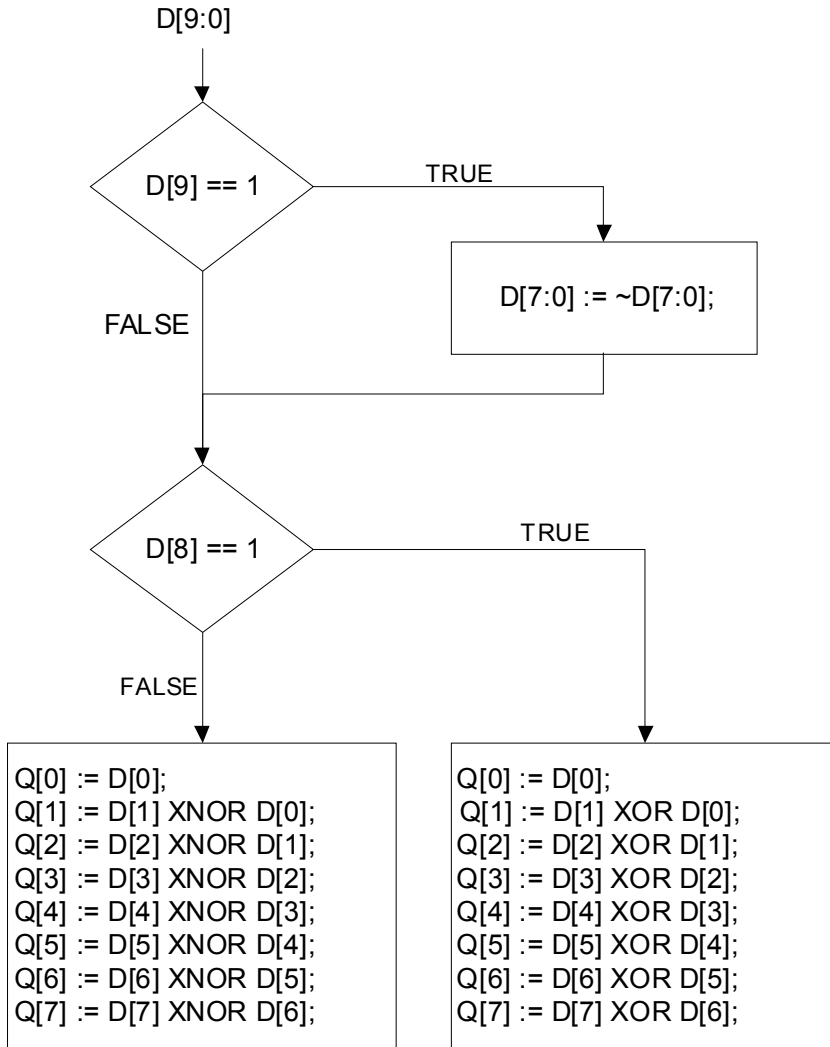 D[9:0]
D[9] == 1
TRUE
D[7:0] := ~D[7:0];
FALSE
D[8] == 1
TRUE
FALSE
Q[0] := D[0];
Q[1] := D[1] XNOR D[0];
Q[2] := D[2] XNOR D[1];
Q[3] := D[3] XNOR D[2];
Q[4] := D[4] XNOR D[3];
Q[5] := D[5] XNOR D[4];
Q[6] := D[6] XNOR D[5];
Q[7] := D[7] XNOR D[6];
Q[0] := D[0];
Q[1] := D[1] XOR D[0];
Q[2] := D[2] XOR D[1];
Q[3] := D[3] XOR D[2];
Q[4] := D[4] XOR D[3];
Q[5] := D[5] XOR D[4];
Q[6] := D[6] XOR D[5];
Q[7] := D[7] XOR D[6];